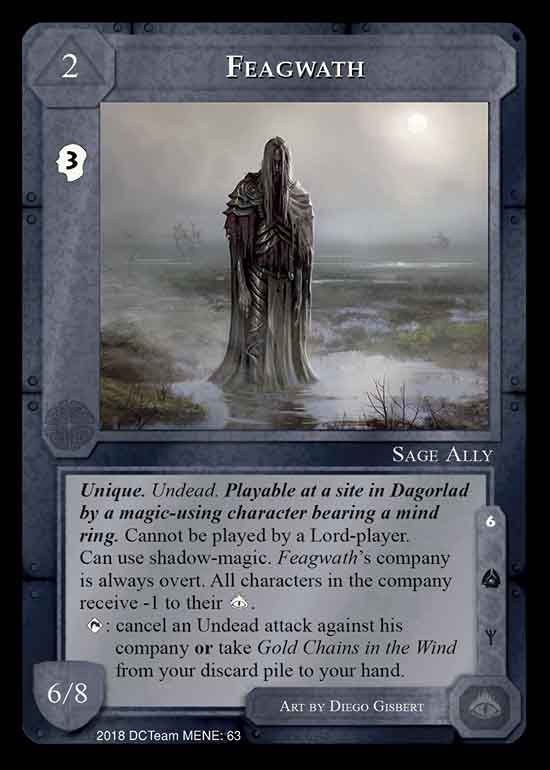 2
Feagwath
3
Sage Ally
Unique. Undead. Playable at a site in Dagorlad
by a magic-using character bearing a mind
ring. Cannot be played by a Lord-player.
Can use shadow-magic. Feagwath's company
is always overt. All characters in the company
receive -1 to their .
: cancel an Undead attack against his
company or take Gold Chains in the Wind
from your discard pile to your hand.
6
6/8
Art by Diego Gisbert
2018 DCTeam MENE: 63